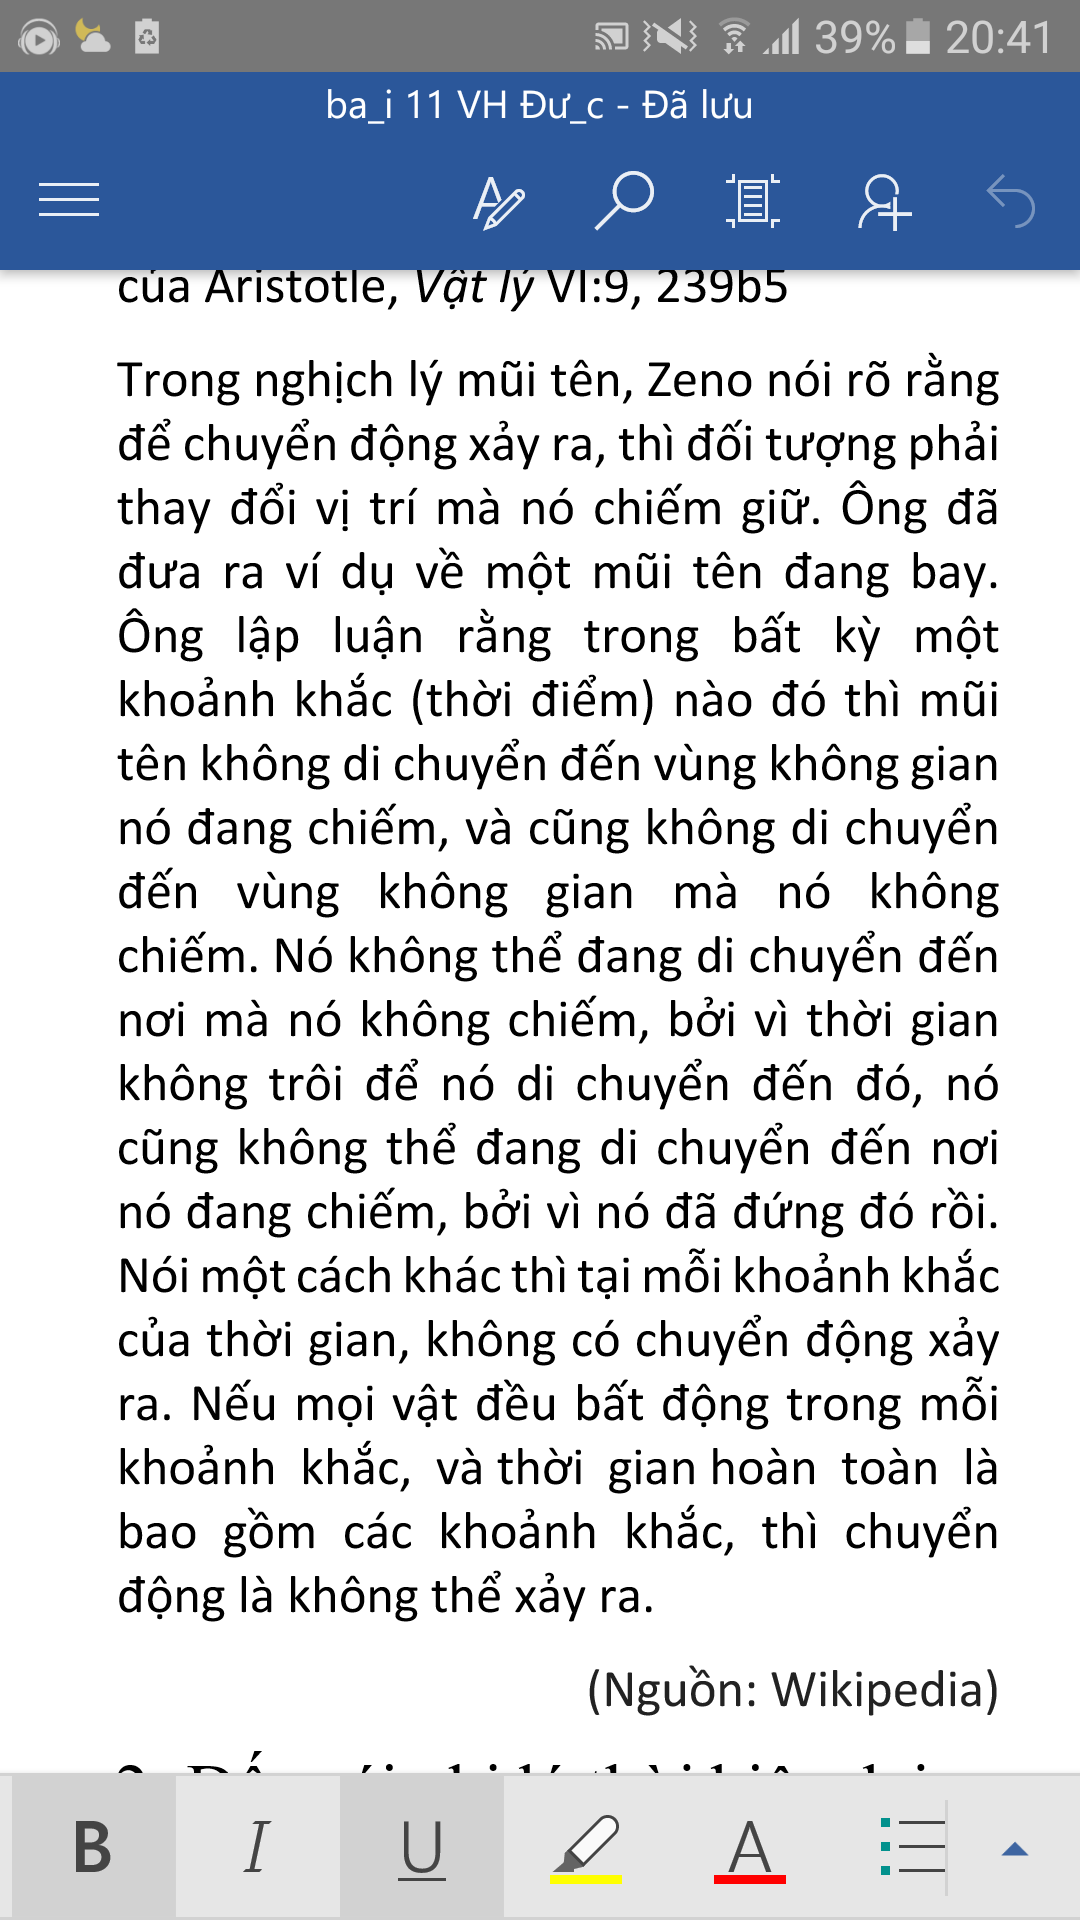 39% 20:41
ba_i 11 VH Đư_c - Đã lưu
của Aristotle, Vật lý VI:9, 239b5
Trong nghịch lý mũi tên, Zeno nói rõ rằng
để chuyển động xảy ra, thì đối tượng phải
thay đổi vị trí mà nó chiếm giữ. Ông đã
đưa ra ví dụ về một mũi tên đang bay.
Ông lập luận rằng trong bất kỳ một
khoảnh khắc (thời điểm) nào đó thì mũi
tên không di chuyển đến vùng không gian
nó đang chiếm, và cũng không di chuyển
đến vùng không gian mà nó không
chiếm. Nó không thể đang di chuyển đến
nơi mà nó không chiếm, bởi vì thời gian
không trôi để nó di chuyển đến đó, nó
cũng không thể đang di chuyển đến nơi
nó đang chiếm, bởi vì nó đã đứng đó rồi.
Nói một cách khác thì tại mỗi khoảnh khắc
của thời gian, không có chuyển động xảy
ra. Nếu mọi vật đều bất động trong mỗi
khoảnh khắc, và thời gian hoàn toàn là
bao gồm các khoảnh khắc, thì chuyển
động là không thể xảy ra.
(Nguồn: Wikipedia)
B I U A